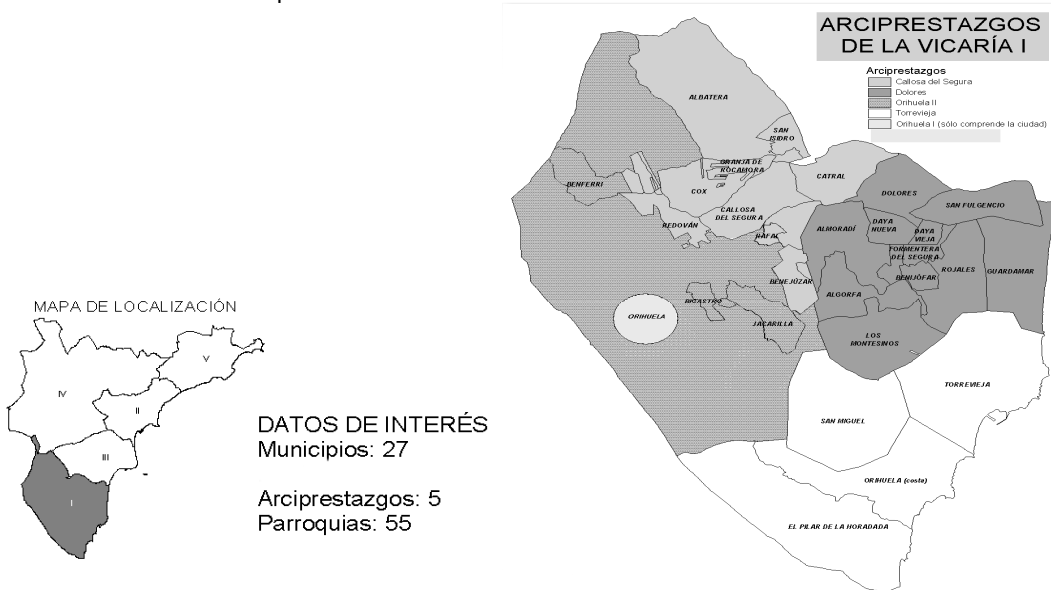 ARCIPRESTAZGOS
DE LA VICARÍA I
Arciprestazgos
Callosa del Segura
Dolores
Orihuela II
Torrevieja
Orihuela I (sólo comprende la ciudad)
ALBATERA
SAN
ISIDRO
GRANJA DE
ROCAMORA
BENFERRI
COX
CATRAL
DOLORES
SAN FULGENCIO
CALLOSA
DEL SEGURA
REDOVÁN
RAFAL
ALMORADÍ
DAYA
NUEVA
DAYA
VIEJA
FORMENTERA
DEL SEGURA
BENIJÓFAR
ROJALES
GUARDAMAR
BENEJÚZAR
ALGORFA
BIGASTRO
ORIHUELA
JACARILLA
LOS
MONTESINOS
TORREVIEJA
SAN MIGUEL
ORIHUELA (costa)
EL PILAR DE LA HORADADA
MAPA DE LOCALIZACIÓN
V
IV
II
III
I
DATOS DE INTERÉS
Municipios: 27
Arciprestazgos: 5
Parroquias: 55